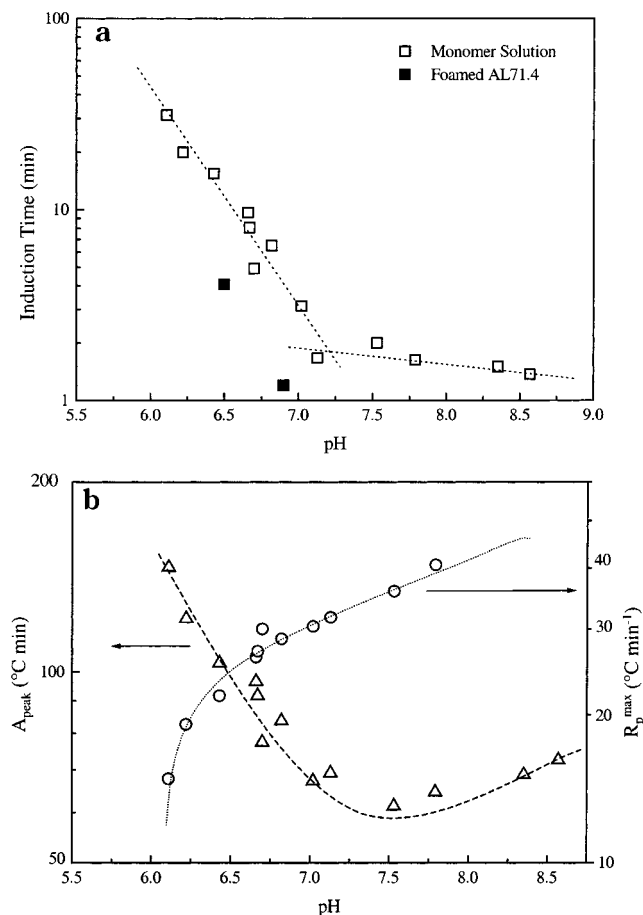 a
100
10
1
Induction Time (min)
Monomer Solution
Foamed AL71.4
5.5 6.0 6.5 7.0 7.5 8.0 8.5 9.0
pH
b
200
100
50
A_peak (°C min)
40
30
20
10
R_p^max (°C min⁻¹)
5.5 6.0 6.5 7.0 7.5 8.0 8.5
pH